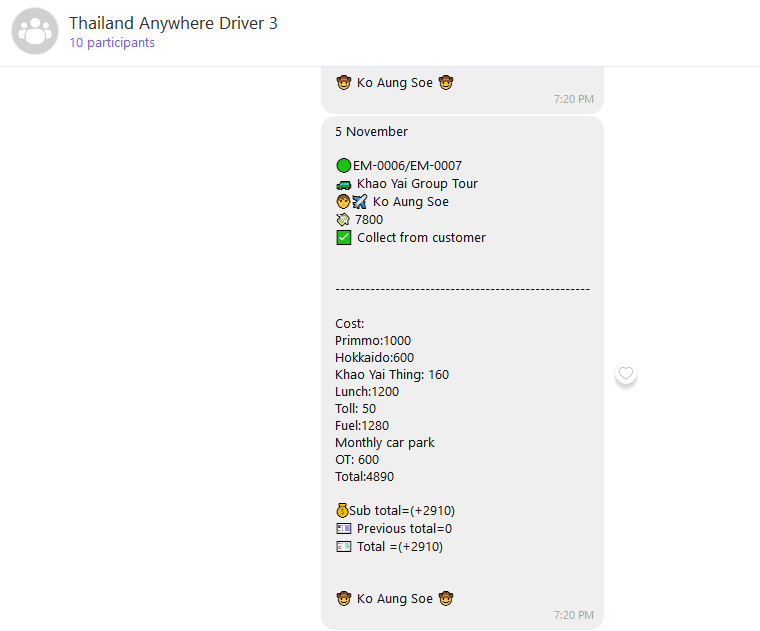 Thailand Anywhere Driver 3
10 participants
🤠 Ko Aung Soe 🤠
7:20 PM
5 November
🟢EM-0006/EM-0007
Khao Yai Group Tour
Ko Aung Soe
7800
✅ Collect from customer
---------------------------------------------------
Cost:
Primmo:1000
Hokkaido:600
Khao Yai Thing: 160
Lunch:1200
Toll: 50
Fuel:1280
Monthly car park
OT: 600
Total:4890
💰Sub total=(+2910)
Previous total=0
Total =(+2910)
🤠 Ko Aung Soe 🤠
7:20 PM